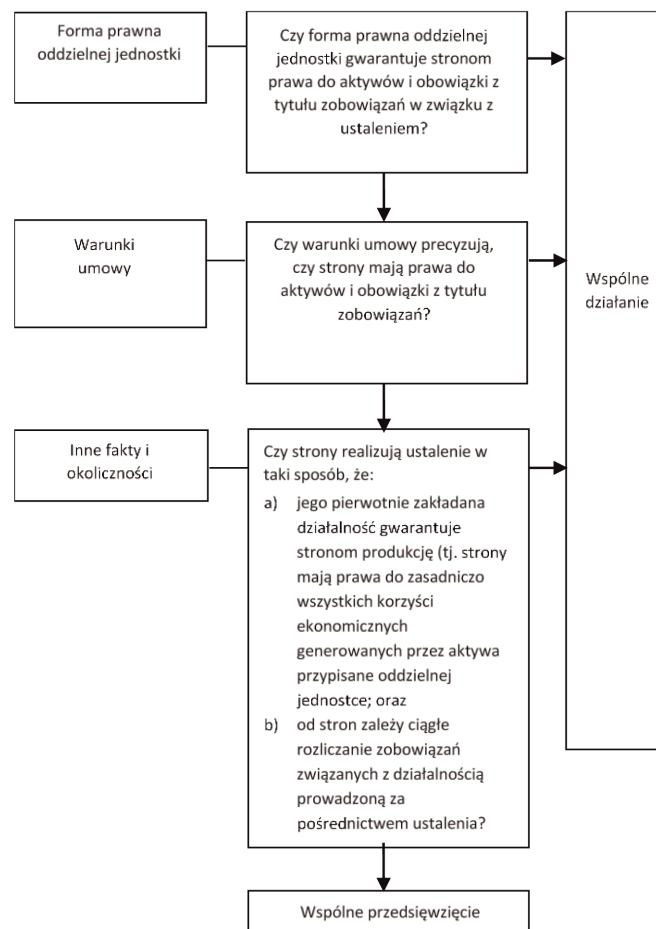 Forma prawna
oddzielnej jednostki
Czy forma prawna oddzielnej
jednostki gwarantuje stronom
prawa do aktywów i obowiązki z
tytułu zobowiązań w związku z
ustaleniem?
Warunki
umowy
Czy warunki umowy precyzują,
czy strony mają prawa do
aktywów i obowiązki z tytułu
zobowiązań?
Wspólne
działanie
Inne fakty i
okoliczności
Czy strony realizują ustalenie w
taki sposób, że:
a) jego pierwotnie zakładana
działalność gwarantuje
stronom produkcję (tj. strony
mają prawa do zasadniczo
wszystkich korzyści
ekonomicznych
generowanych przez aktywa
przypisane oddzielnej
jednostce; oraz
b) od stron zależy ciągłe
rozliczanie zobowiązań
związanych z działalnością
prowadzoną za
pośrednictwem ustalenia?
Wspólne przedsięwzięcie